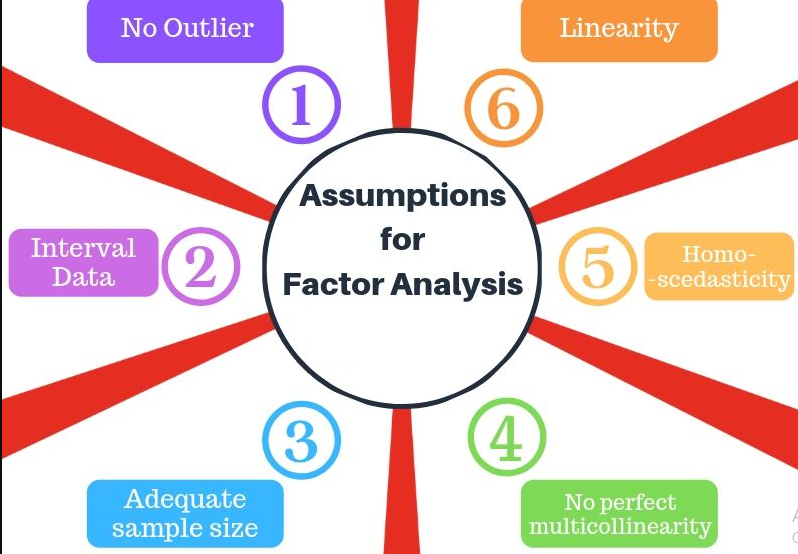 No Outlier
1
Linearity
6
Assumptions
for
Factor Analysis
Interval
Data
2
5
Homo-
-scedasticity
3
Adequate
sample size
4
No perfect
multicollinearity